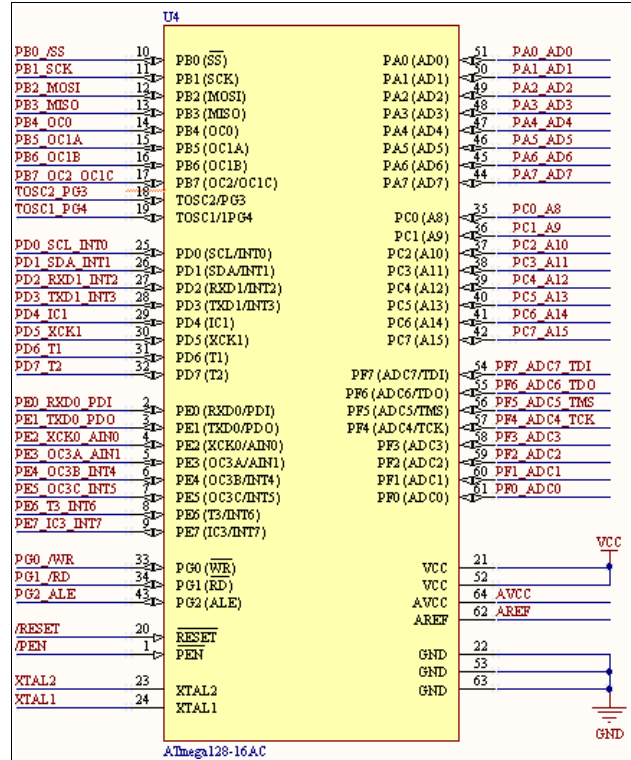 U4
PB0_/SS 10 PB0(SS) PA0(AD0) 51 PA0_AD0
PB1_SCK 11 PB1(SCK) PA1(AD1) 50 PA1_AD1
PB2_MOSI 12 PB2(MOSI) PA2(AD2) 49 PA2_AD2
PB3_MISO 13 PB3(MISO) PA3(AD3) 48 PA3_AD3
PB4_OC0 14 PB4(OC0) PA4(AD4) 47 PA4_AD4
PB5_OC1A 15 PB5(OC1A) PA5(AD5) 46 PA5_AD5
PB6_OC1B 16 PB6(OC1B) PA6(AD6) 45 PA6_AD6
PB7_OC2_OC1C 17 PB7(OC2/OC1C) PA7(AD7) 44 PA7_AD7
TOSC2_PG3 18 TOSC2/PG3
TOSC1_PG4 19 TOSC1/1PG4 PC0(A8) 35 PC0_A8
PC1(A9) 36 PC1_A9
PD0_SCL_INT0 25 PD0(SCL/INT0) PC2(A10) 37 PC2_A10
PD1_SDA_INT1 26 PD1(SDA/INT1) PC3(A11) 38 PC3_A11
PD2_RXD1_INT2 27 PD2(RXD1/INT2) PC4(A12) 39 PC4_A12
PD3_TXD1_INT3 28 PD3(TXD1/INT3) PC5(A13) 40 PC5_A13
PD4_IC1 29 PD4(IC1) PC6(A14) 41 PC6_A14
PD5_XCK1 30 PD5(XCK1) PC7(A15) 42 PC7_A15
PD6_T1 31 PD6(T1)
PD7_T2 32 PD7(T2) PF7(ADC7/TDI) 54 PF7_ADC7_TDI
PF6(ADC6/TDO) 55 PF6_ADC6_TDO
PE0_RXD0_PDI 2 PE0(RXD0/PDI) PF5(ADC5/TMS) 56 PF5_ADC5_TMS
PE1_TXD0_PDO 3 PE1(TXD0/PDO) PF4(ADC4/TCK) 57 PF4_ADC4_TCK
PE2_XCK0_AIN0 4 PE2(XCK0/AIN0) PF3(ADC3) 58 PF3_ADC3
PE3_OC3A_AIN1 5 PE3(OC3A/AIN1) PF2(ADC2) 59 PF2_ADC2
PE4_OC3B_INT4 6 PE4(OC3B/INT4) PF1(ADC1) 60 PF1_ADC1
PE5_OC3C_INT5 7 PE5(OC3C/INT5) PF0(ADC0) 61 PF0_ADC0
PE6_T3_INT6 8 PE6(T3/INT6)
PE7_IC3_INT7 9 PE7(IC3/INT7)
VCC
PG0_/WR 33 PG0(WR) VCC 21
PG1_/RD 34 PG1(RD) VCC 52
PG2_ALE 43 PG2(ALE) AVCC 64 AVCC
AREF 62 AREF
/RESET 20 RESET
/PEN 1 PEN GND 22
GND 53
XTAL2 23 XTAL2 GND 63
XTAL1 24 XTAL1
GND
ATmega128-16AC